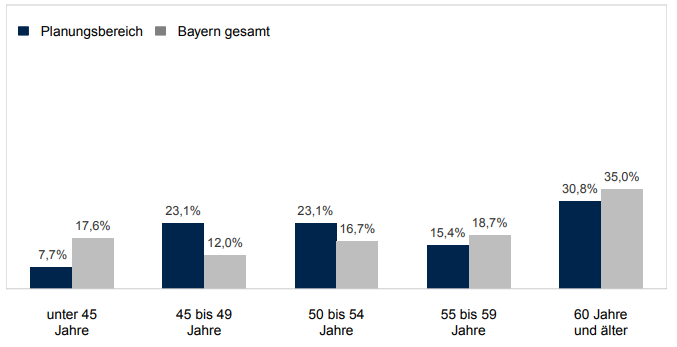 Planungsbereich Bayern gesamt
7,7% 17,6% 23,1% 12,0% 23,1% 16,7% 15,4% 18,7% 30,8% 35,0%
unter 45 45 bis 49 50 bis 54 55 bis 59 60 Jahre
Jahre Jahre Jahre Jahre und älter